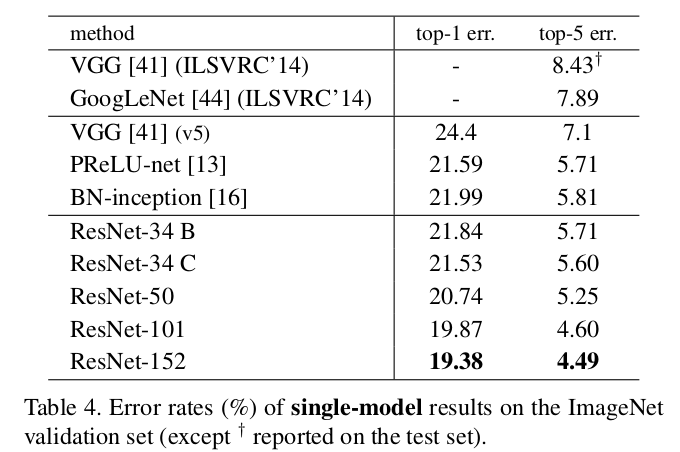 method top-1 err. top-5 err.
VGG [41] (ILSVRC’14) - 8.43†
GoogLeNet [44] (ILSVRC’14) - 7.89
VGG [41] (v5) 24.4 7.1
PReLU-net [13] 21.59 5.71
BN-inception [16] 21.99 5.81
ResNet-34 B 21.84 5.71
ResNet-34 C 21.53 5.60
ResNet-50 20.74 5.25
ResNet-101 19.87 4.60
ResNet-152 19.38 4.49
Table 4. Error rates (%) of single-model results on the ImageNet
validation set (except † reported on the test set).